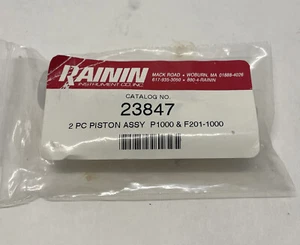 RAININ
INSTRUMENT CO. INC.
MACK ROAD • WOBURN, MA 01888-4026
617-935-3050 • 880-4-RAININ
CATALOG NO.
23847
2 PC PISTON ASSY P1000 & F201-1000